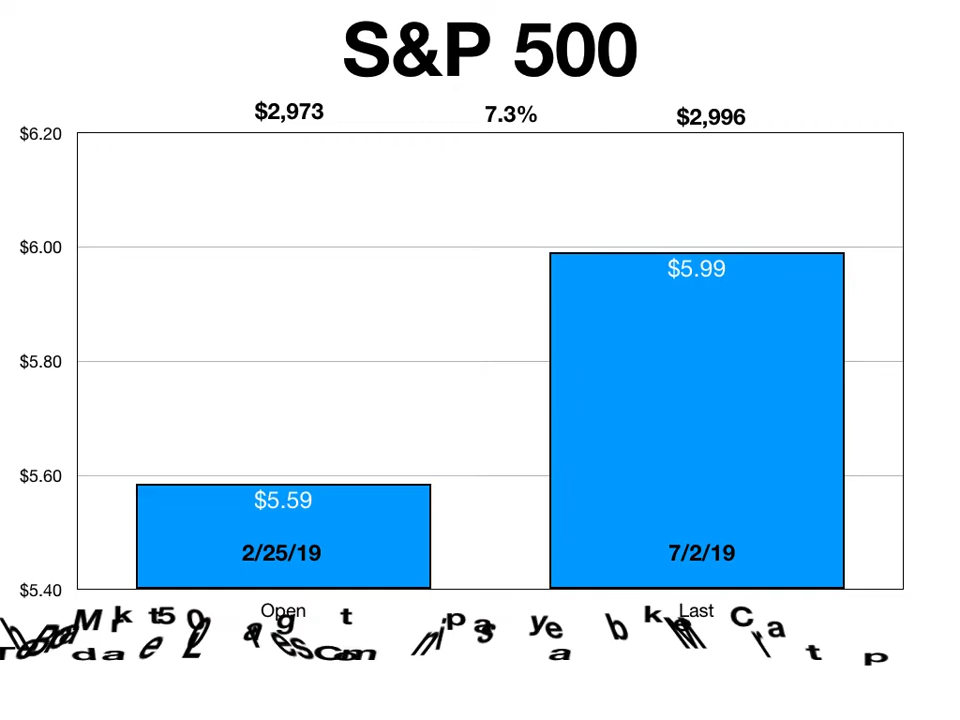 S&P 500
$2,973 7.3% $2,996
$6.20
$6.00
$5.99
$5.80
$5.60
$5.59
2/25/19 7/2/19
$5.40
Open Last